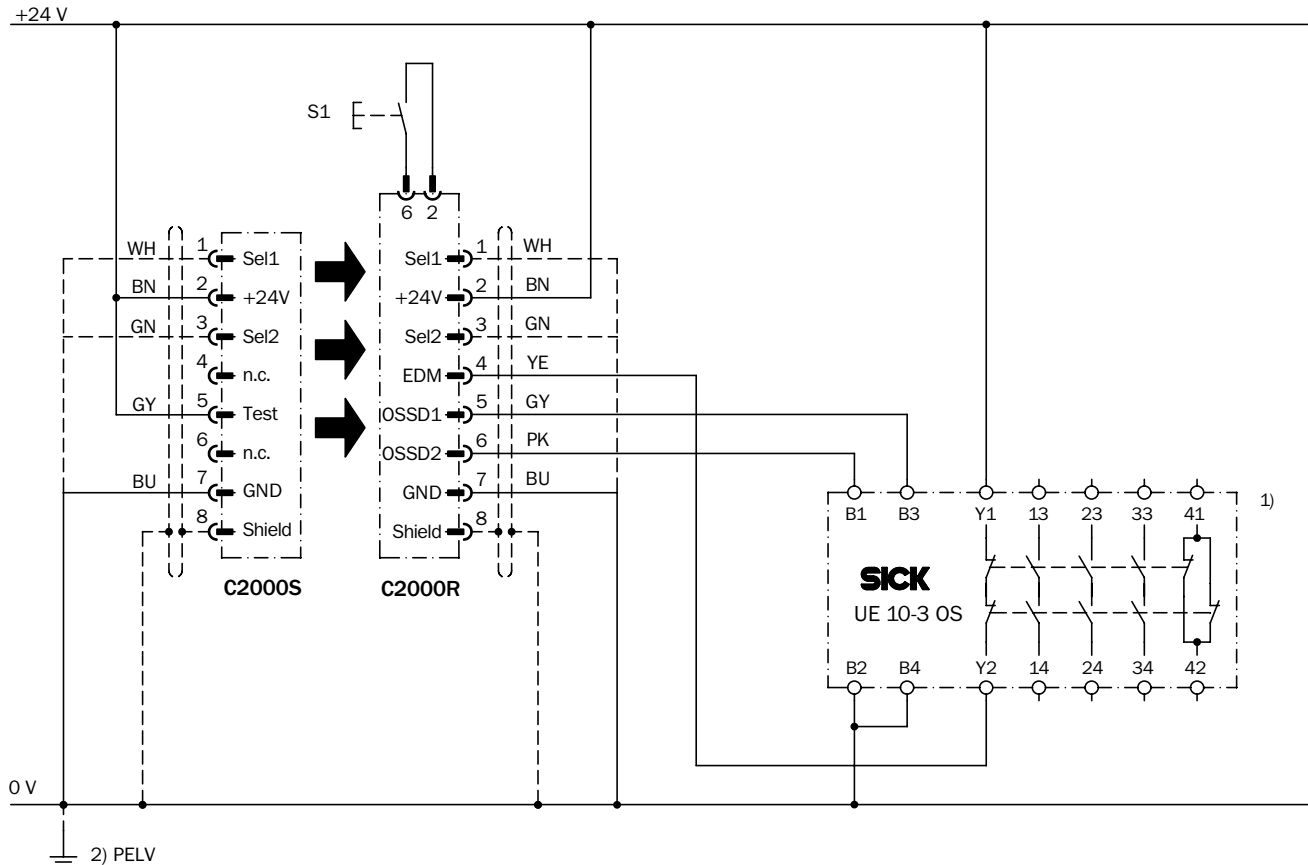 +24 V
S1
6 2
WH 1 Sel1
BN 2 +24V
GN 3 Sel2
4 n.c.
GY 5 Test
6 n.c.
BU 7 GND
8 Shield
C2000S
Sel1 1 WH
+24V 2 BN
Sel2 3 GN
EDM 4 YE
OSSD1 5 GY
OSSD2 6 PK
GND 7 BU
Shield 8
C2000R
B1 B3 Y1 13 23 33 41
1)
SICK
UE 10-3 OS
B2 B4 Y2 14 24 34 42
0 V
2) PELV